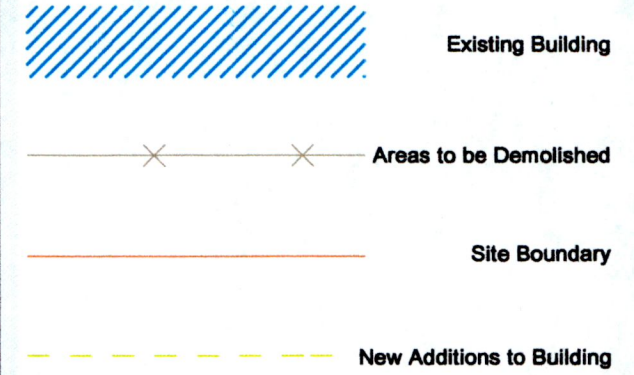 Existing Building
Areas to be Demolished
Site Boundary
New Additions to Building